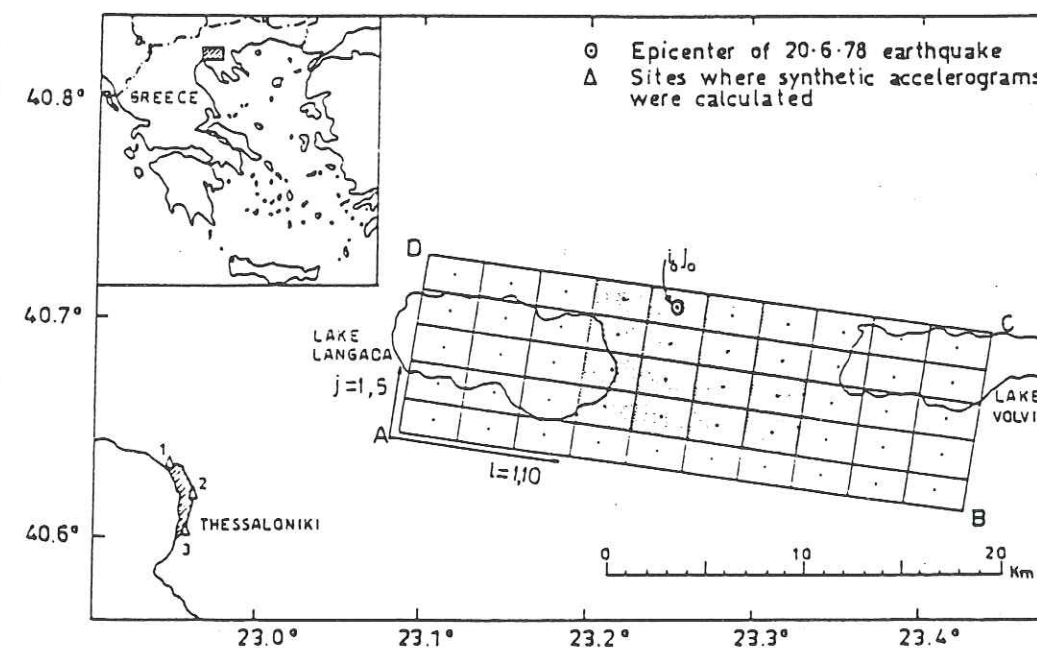 ⊙ Epicenter of 20·6·78 earthquake
△ Sites where synthetic accelerograms
were calculated
GREECE
40.8°
40.7°
40.6°
D
i₀J₀
C
LAKE
LANGACA
j=1,5
A
l=1,10
LAKE
VOLVI
B
1
2
THESSALONIKI
3
0 10 20
Km
23.0° 23.1° 23.2° 23.3° 23.4°